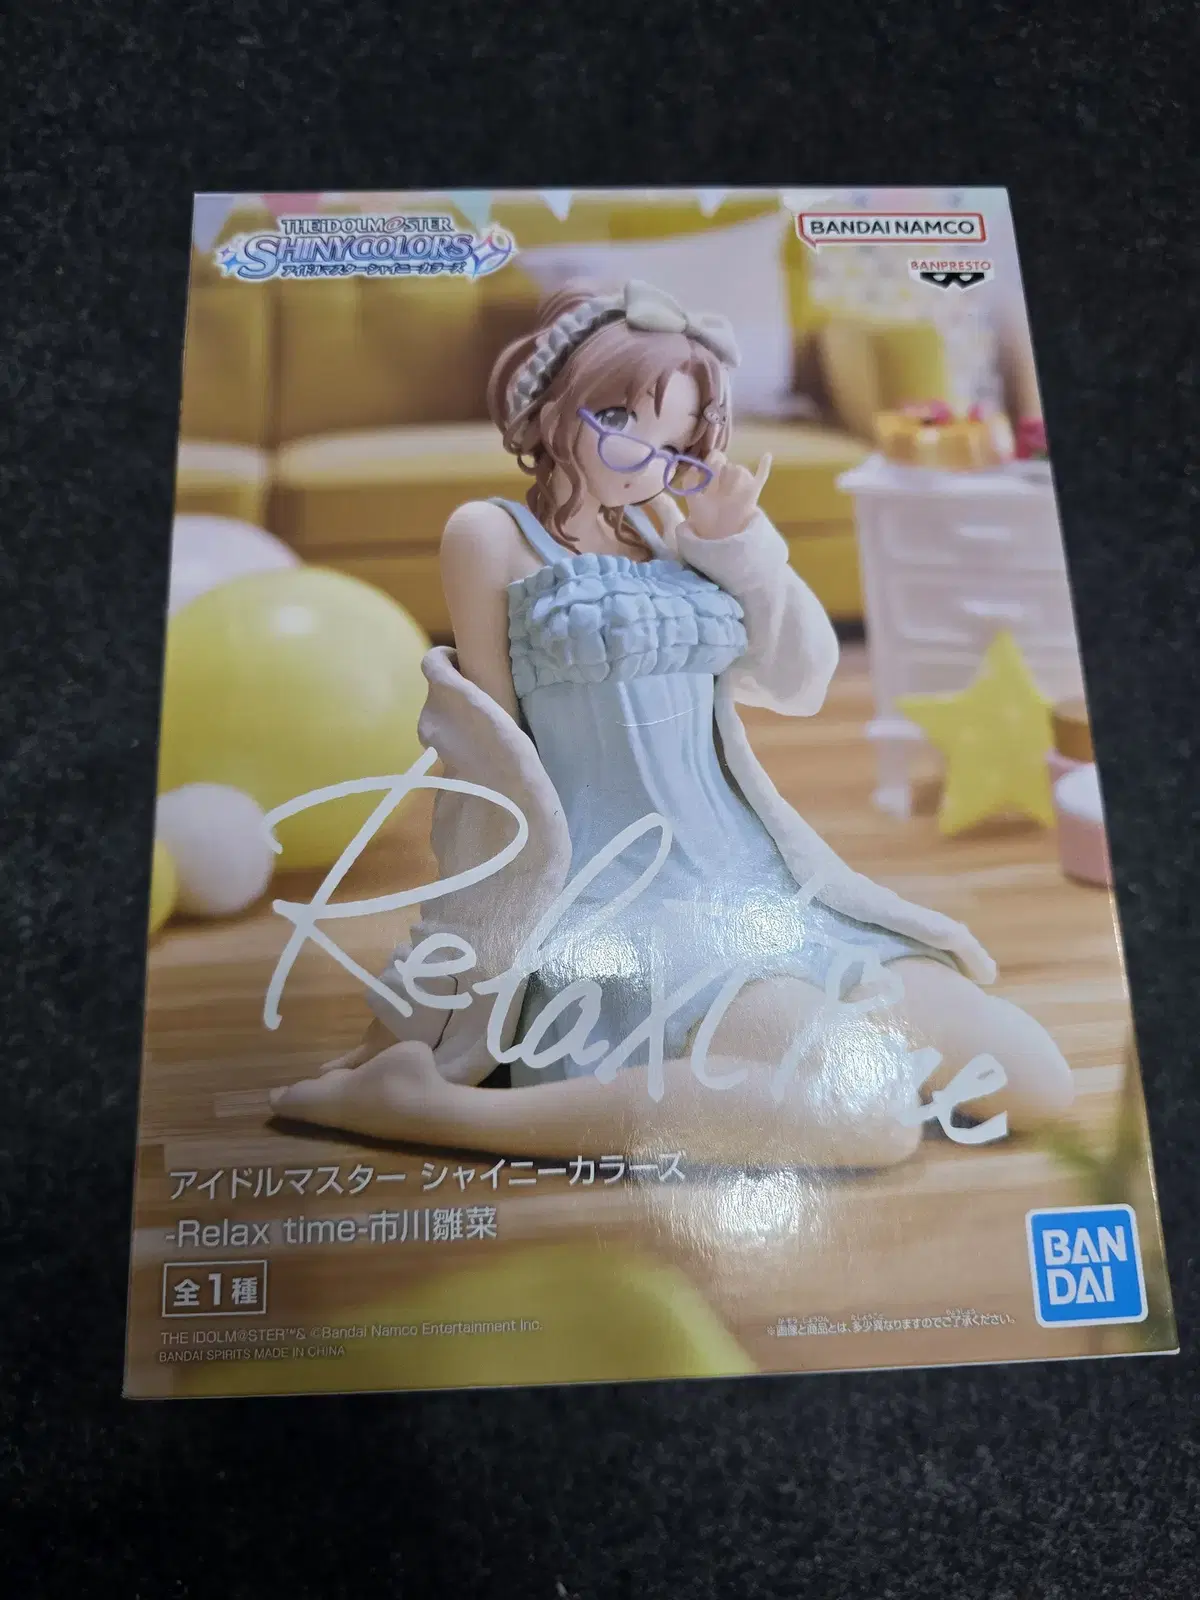 THE iDOLM@STER
SHINY COLORS
アイドルマスター シャイニーカラーズ
BANDAI NAMCO
BANPRESTO
Relax time
アイドルマスター シャイニーカラーズ
-Relax time-市川雛菜
全1種
THE IDOLM@STER™& ©Bandai Namco Entertainment Inc.
BANDAI SPIRITS MADE IN CHINA
※画像と商品とは、多少異なりますのでご了承ください。
BAN
DAI